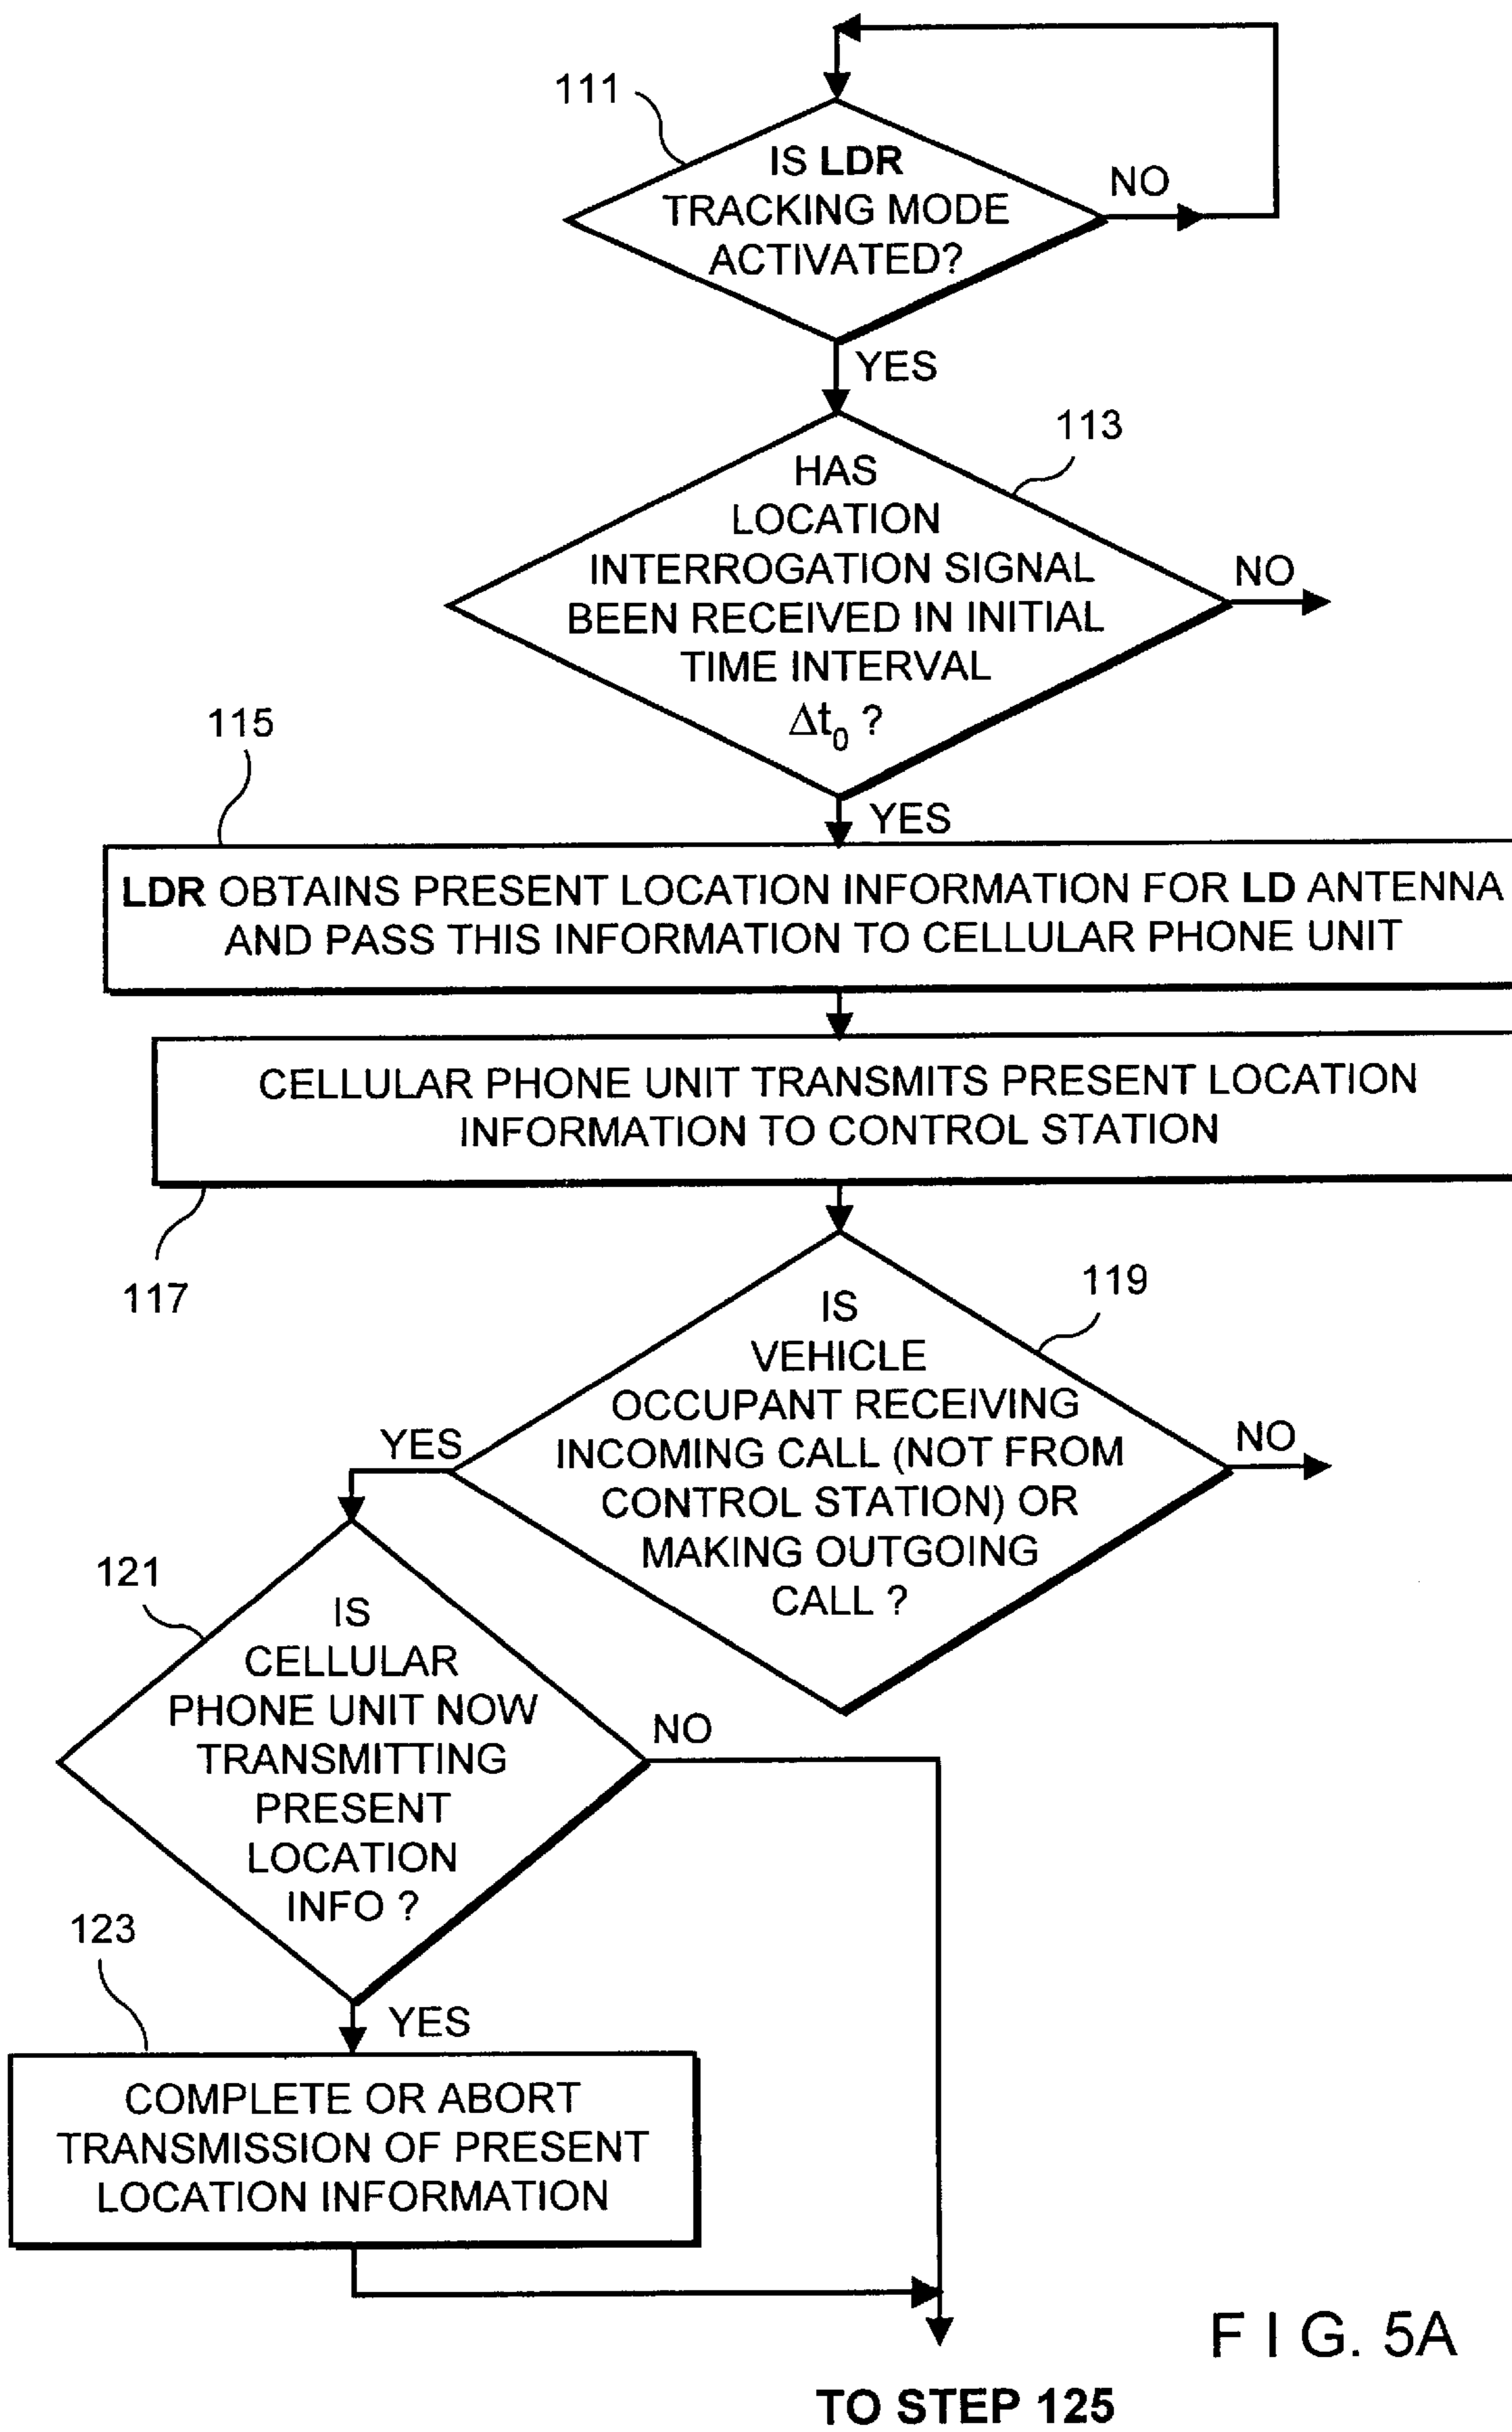 111
IS LDR
TRACKING MODE
ACTIVATED?
NO
YES
113
HAS
LOCATION
INTERROGATION SIGNAL
BEEN RECEIVED IN INITIAL
TIME INTERVAL
Δt₀ ?
NO
YES
115
LDR OBTAINS PRESENT LOCATION INFORMATION FOR LD ANTENNA
AND PASS THIS INFORMATION TO CELLULAR PHONE UNIT
CELLULAR PHONE UNIT TRANSMITS PRESENT LOCATION
INFORMATION TO CONTROL STATION
117
119
IS
VEHICLE
OCCUPANT RECEIVING
INCOMING CALL (NOT FROM
CONTROL STATION) OR
MAKING OUTGOING
CALL ?
YES
NO
121
IS
CELLULAR
PHONE UNIT NOW
TRANSMITTING
PRESENT
LOCATION
INFO ?
NO
YES
123
COMPLETE OR ABORT
TRANSMISSION OF PRESENT
LOCATION INFORMATION
F I G. 5A
TO STEP 125